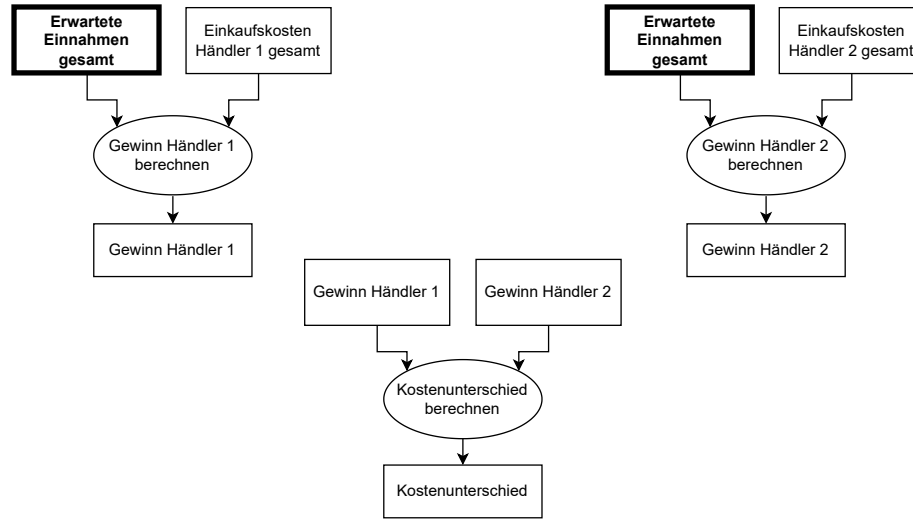 Erwartete
Einnahmen
gesamt
Einkaufskosten
Händler 1 gesamt
Erwartete
Einnahmen
gesamt
Einkaufskosten
Händler 2 gesamt
Gewinn Händler 1
berechnen
Gewinn Händler 2
berechnen
Gewinn Händler 1
Gewinn Händler 2
Gewinn Händler 1
Gewinn Händler 2
Kostenunterschied
berechnen
Kostenunterschied